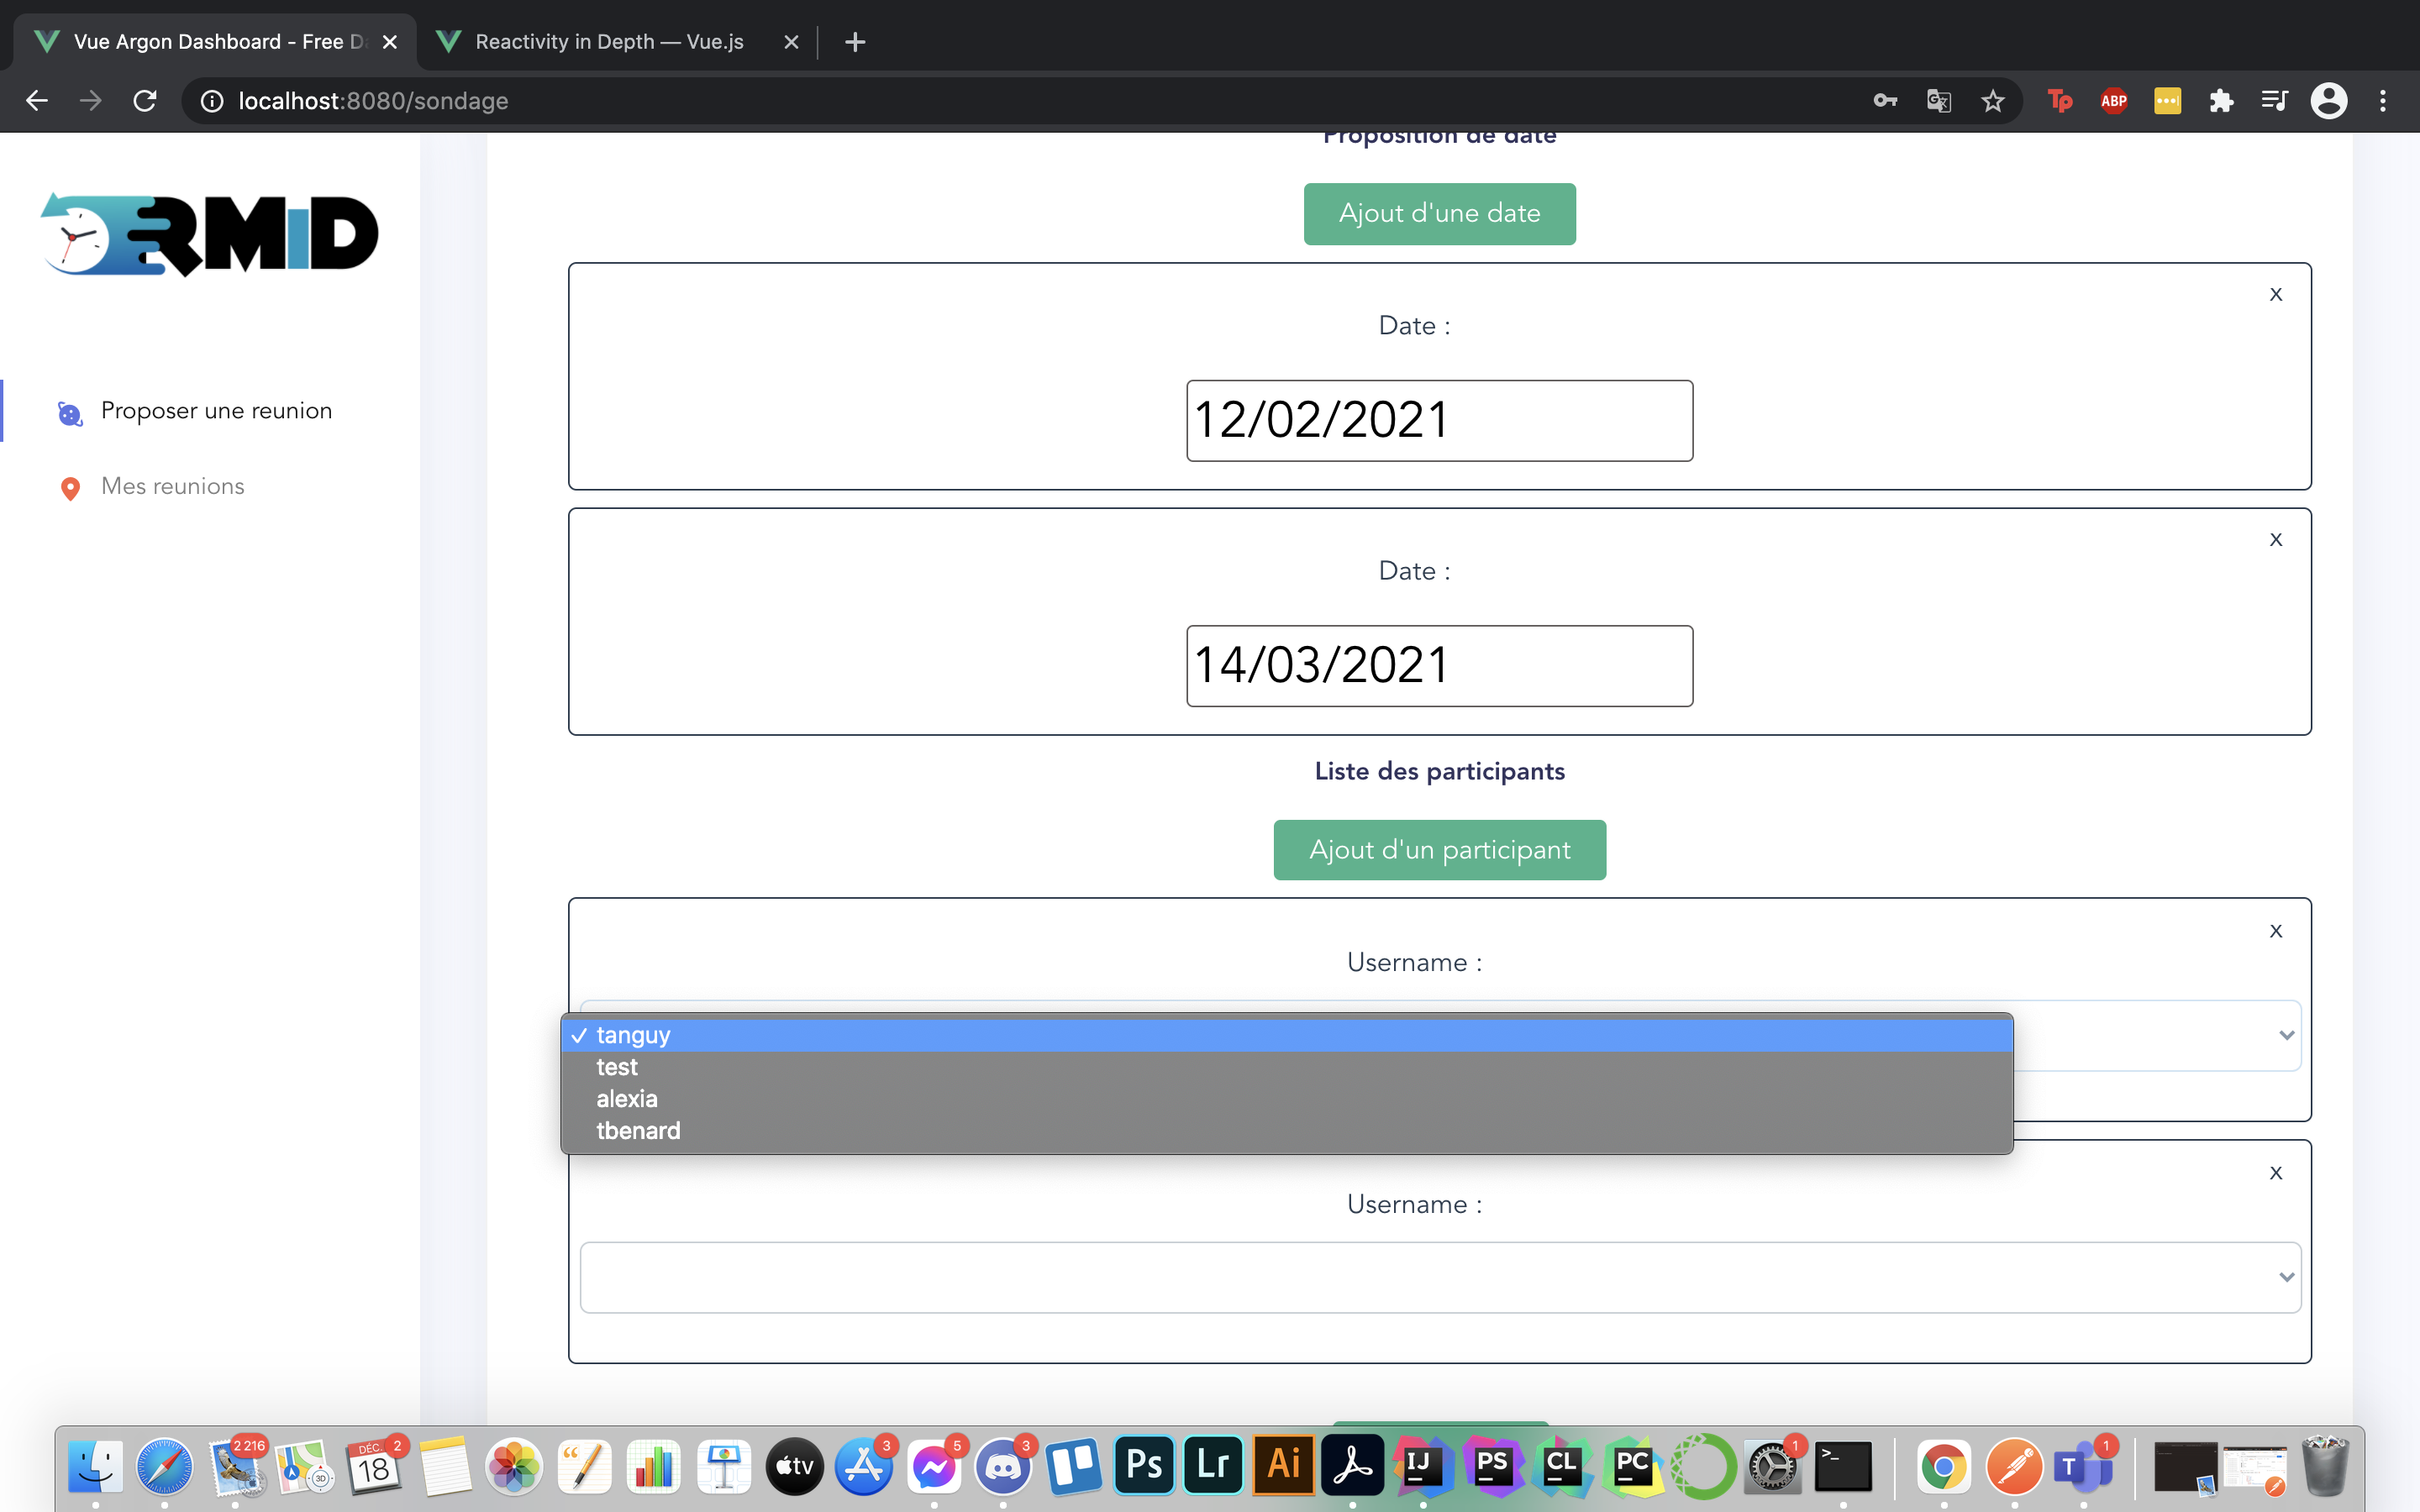 Vue Argon Dashboard - Free D
Reactivity in Depth — Vue.js
localhost:8080/sondage
Tp
ABP
Proposition de date
RMiD
Ajout d'une date
x
Date :
12/02/2021
Proposer une reunion
Mes reunions
x
Date :
14/03/2021
Liste des participants
Ajout d'un participant
x
Username :
✓ tanguy
test
alexia
tbenard
x
Username :
2 216
3D
DÉC.
18
2
tv
3
5
3
Ps
Lr
Ai
IJ
PS
CL
PC
1
>_
T
1